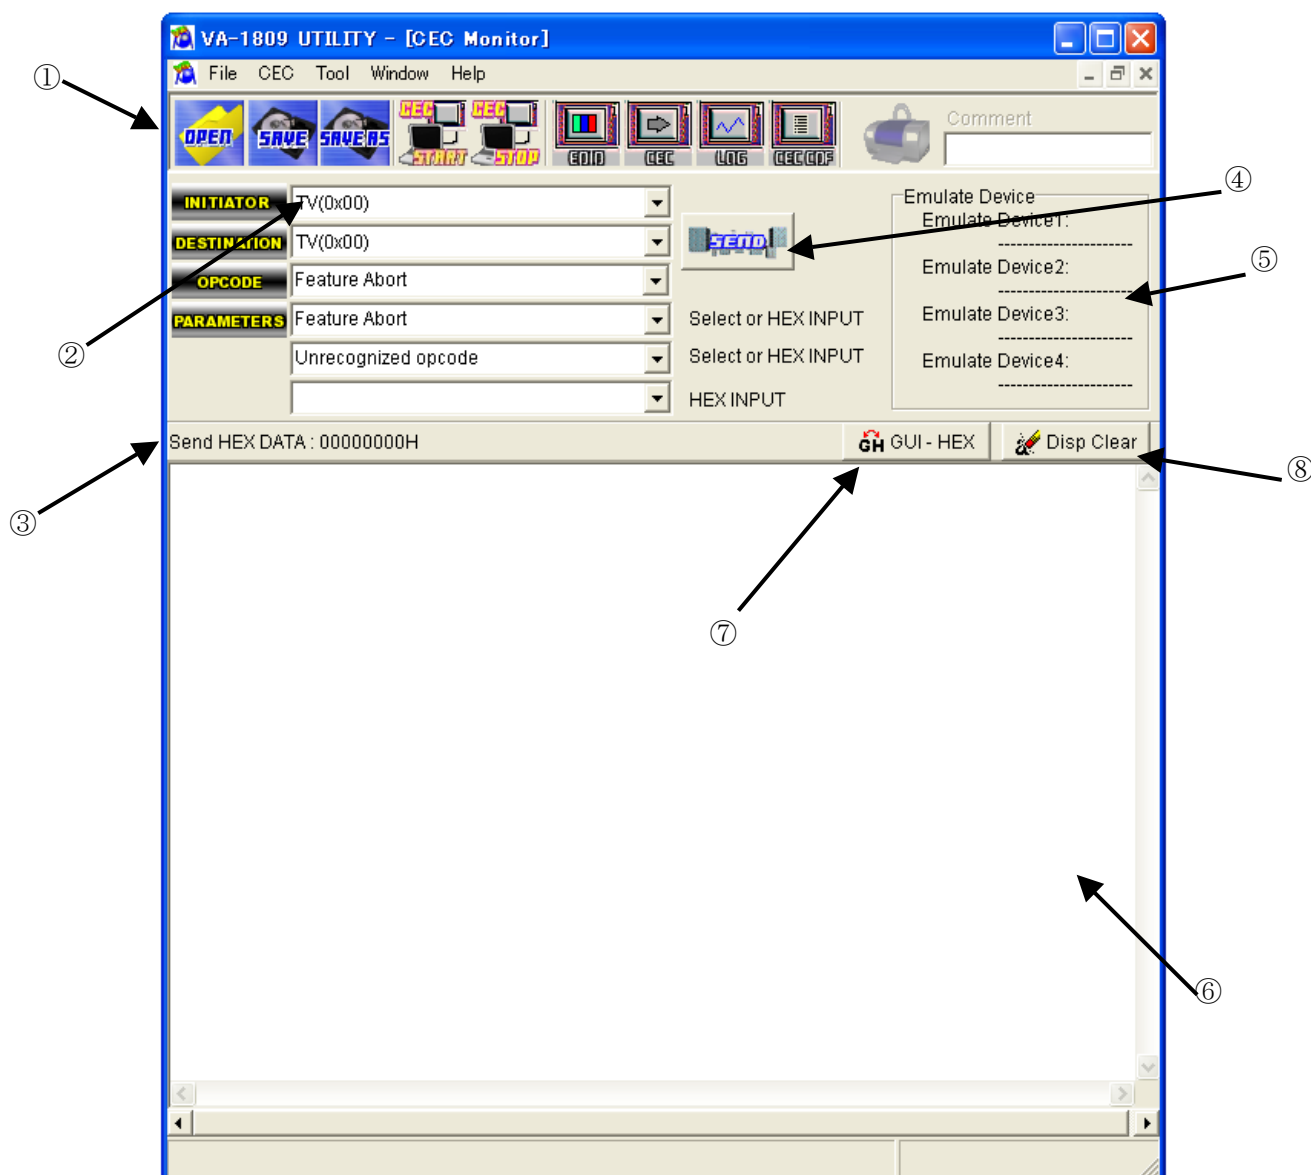 VA-1809 UTILITY - [CEC Monitor]
File CEC Tool Window Help
①
OPEN SAVE SAVE AS CEC START CEC STOP EDID CEC LOG CEC CDF
Comment
INITIATOR TV(0x00)
DESTINATION TV(0x00)
OPCODE Feature Abort
PARAMETERS Feature Abort Select or HEX INPUT
Unrecognized opcode Select or HEX INPUT
HEX INPUT
SEND
Emulate Device
Emulate Device1:
----------------------
Emulate Device2:
----------------------
Emulate Device3:
----------------------
Emulate Device4:
----------------------
④
⑤
②
Send HEX DATA : 00000000H
GH GUI - HEX
Disp Clear
⑧
③
⑦
⑥